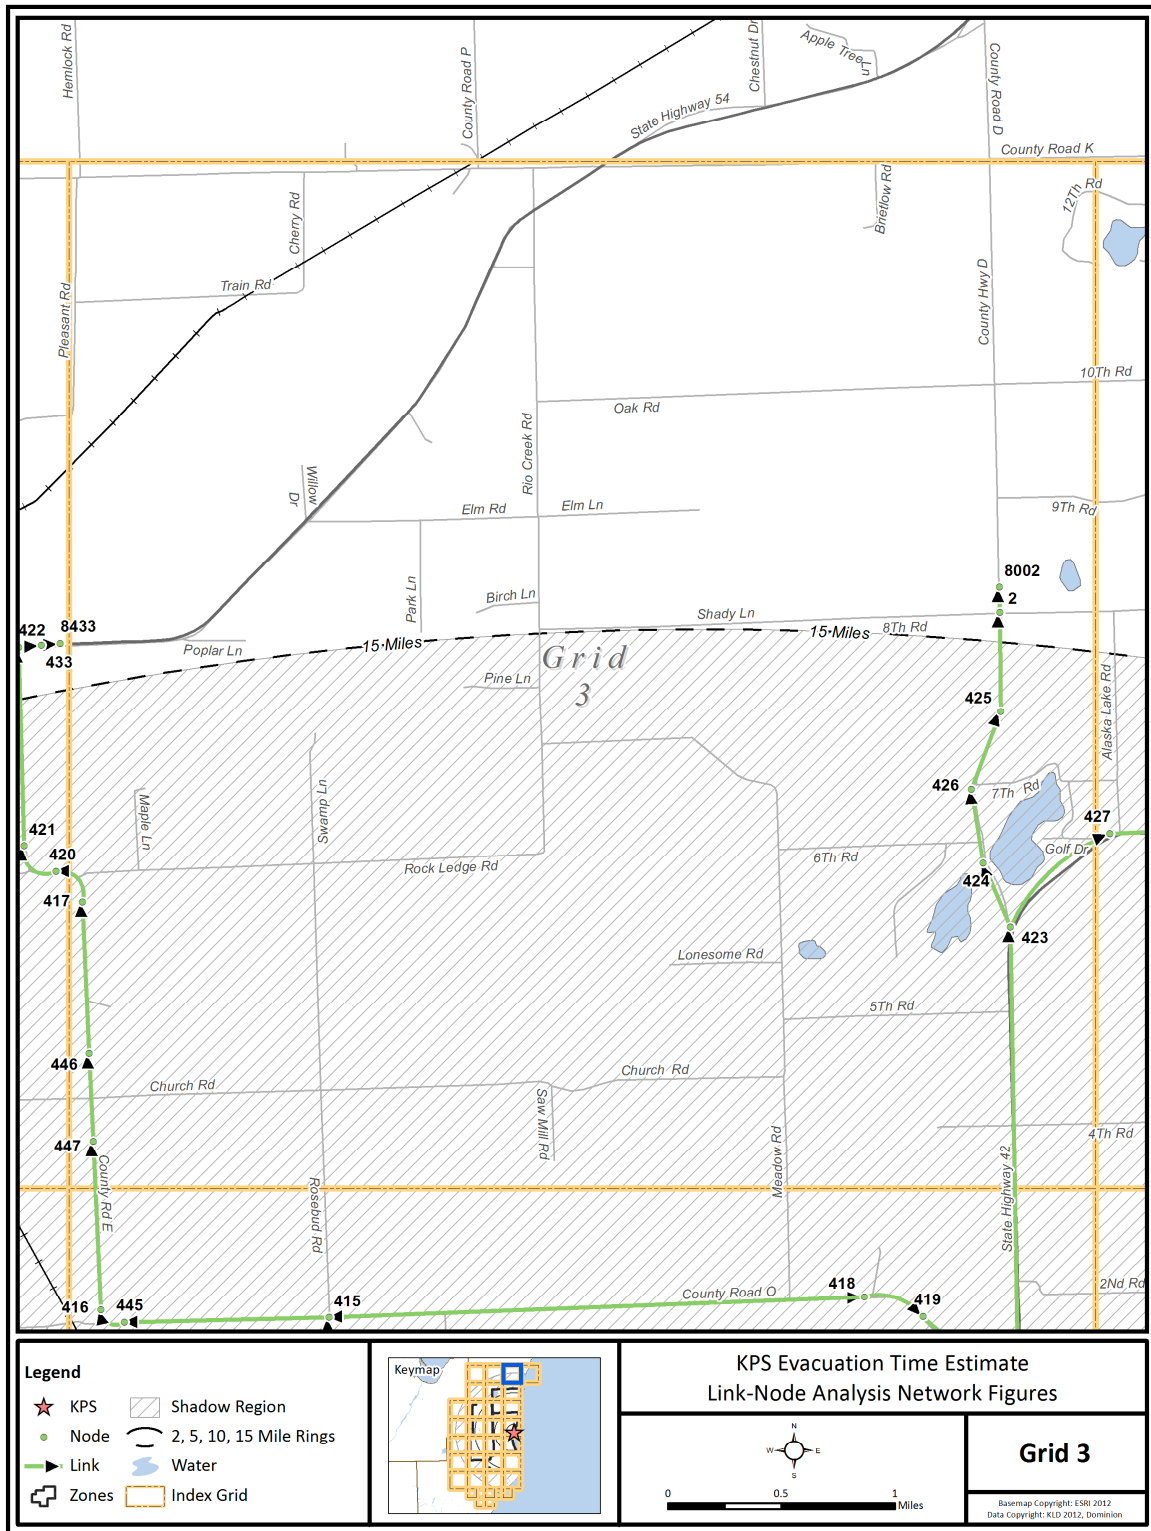 Hemlock Rd
County Road P
Chestnut Dr
Apple Tree Ln
County Road D
State Highway 54
County Road K
12Th Rd
Brietlow Rd
Cherry Rd
Train Rd
Pleasant Rd
County Hwy D
10Th Rd
Oak Rd
Rio Creek Rd
Willow Dr
Elm Rd
Elm Ln
9Th Rd
8002
2
Park Ln
Birch Ln
Shady Ln
8Th Rd
422
8433
433
Poplar Ln
15 Miles
15 Miles
Grid
3
Pine Ln
Alaska Lake Rd
425
426
7Th Rd
427
Maple Ln
Swamp Ln
421
420
417
Rock Ledge Rd
6Th Rd
Golf Dr
424
423
Lonesome Rd
5Th Rd
446
Church Rd
Church Rd
Saw Mill Rd
447
County Rd E
Meadow Rd
4Th Rd
State Highway 42
Rosebud Rd
416
445
415
County Road O
418
419
2Nd Rd
Legend
KPS
Shadow Region
Node
2, 5, 10, 15 Mile Rings
Link
Water
Zones
Index Grid
Keymap
KPS Evacuation Time Estimate
Link-Node Analysis Network Figures
N
W
E
S
0
0.5
1
Miles
Grid 3
Basemap Copyright: ESRI 2012
Data Copyright: KLD 2012, Dominion